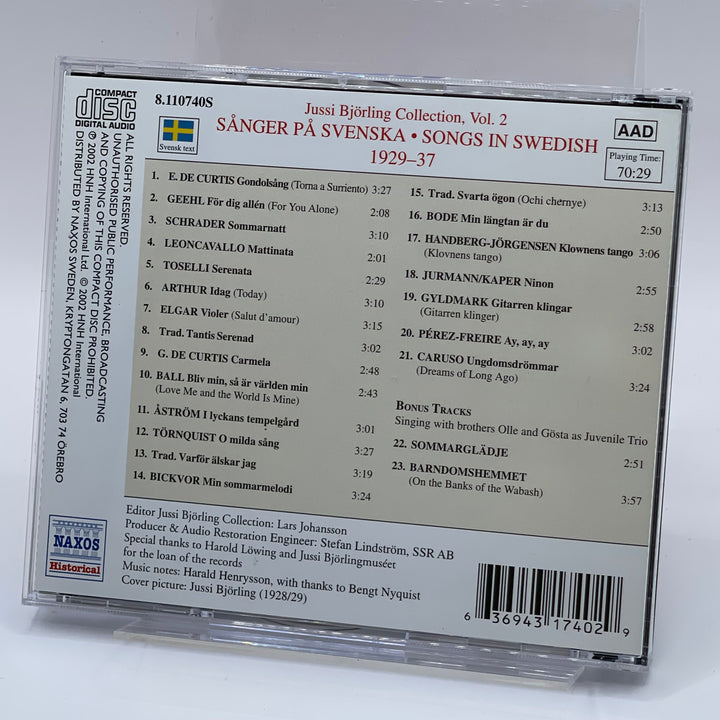 COMPACT
disc
DIGITAL AUDIO
8.110740S
Svensk text
Jussi Björling Collection, Vol. 2
SÅNGER PÅ SVENSKA • SONGS IN SWEDISH
1929–37
AAD
Playing Time:
70:29
1. E. DE CURTIS Gondolsång (Torna a Surriento) 3:27
2. GEEHL För dig allén (For You Alone) 2:08
3. SCHRADER Sommarnatt 3:10
4. LEONCAVALLO Mattinata 2:01
5. TOSELLI Serenata 2:29
6. ARTHUR Idag (Today) 3:10
7. ELGAR Violer (Salut d'amour) 3:15
8. Trad. Tantis Serenad 3:02
9. G. DE CURTIS Carmela 2:48
10. BALL Bliv min, så är världen min
(Love Me and the World Is Mine) 2:43
11. ÅSTRÖM I lyckans tempelgård 3:01
12. TÖRNQUIST O milda sång 3:27
13. Trad. Varför älskar jag 3:19
14. BICKVOR Min sommarmelodi 3:24
15. Trad. Svarta ögon (Ochi chernye) 3:13
16. BODE Min längtan är du 2:50
17. HANDBERG-JÖRGENSEN Klownens tango 3:06
(Klovnens tango)
18. JURMANN/KAPER Ninon 2:55
19. GYLDMARK Gitarren klingar
(Gitarren klinger) 2:58
20. PÉREZ-FREIRE Ay, ay, ay 3:02
21. CARUSO Ungdomsdrömmar
(Dreams of Long Ago) 3:24
BONUS TRACKS
Singing with brothers Olle and Gösta as Juvenile Trio
22. SOMMARGLÄDJE 2:51
23. BARNDOMSHEMMET
(On the Banks of the Wabash) 3:57
ALL RIGHTS RESERVED.
UNAUTHORISED PUBLIC PERFORMANCE, BROADCASTING
AND COPYING OF THIS COMPACT DISC PROHIBITED.
℗ 2002 HNH International Ltd. © 2002 HNH International
DISTRIBUTED BY NAXOS SWEDEN, KRYPTONGATAN 6, 703 74 ÖREBRO
NAXOS
Historical
Editor Jussi Björling Collection: Lars Johansson
Producer & Audio Restoration Engineer: Stefan Lindström, SSR AB
Special thanks to Harold Löwing and Jussi Björlingmuséet
for the loan of the records
Music notes: Harald Henrysson, with thanks to Bengt Nyquist
Cover picture: Jussi Björling (1928/29)
6 36943 17402 9